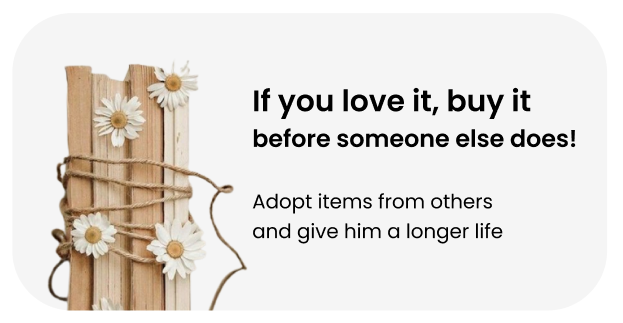 If you love it, buy it
before someone else does!
Adopt items from others
and give him a longer life